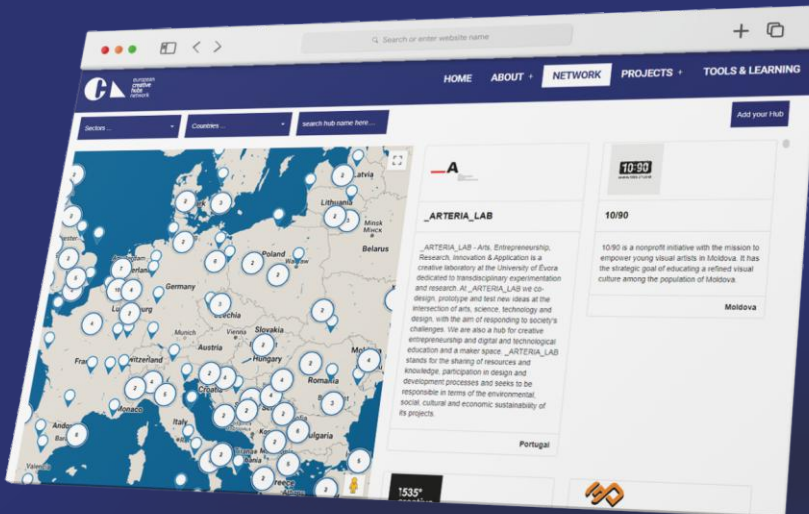 Search or enter website name
european
creative
hubs
network
HOME
ABOUT +
NETWORK
PROJECTS +
TOOLS & LEARNING
Sectors ...
Countries ...
search hub name here...
Add your Hub
Latvia
Lithuania
Minsk
Минск
Belarus
Poland
Warsaw
Germany
Munich
Vienna
Slovakia
Austria
Hungary
Croatia
Monaco
Italy
_A
_ARTERIA_LAB
_ARTERIA_LAB - Arts, Entrepreneurship,
Research, Innovation & Application is a
creative laboratory at the University of Évora
dedicated to transdisciplinary experimentation
and research. At _ARTERIA_LAB we co-
design, prototype and test new ideas at the
intersection of arts, science, technology and
design, with the aim of responding to society's
challenges. We are also a hub for creative
entrepreneurship and digital and technological
education and a maker space. _ARTERIA_LAB
stands for the sharing of resources and
knowledge, participation in design and
development processes and seeks to be
responsible in terms of the environmental,
social, cultural and economic sustainability of
its projects.
Portugal
10:90
10/90
10/90 is a nonprofit initiative with the mission to
empower young visual artists in Moldova. It has
the strategic goal of educating a refined visual
culture among the population of Moldova.
Moldova
1535°